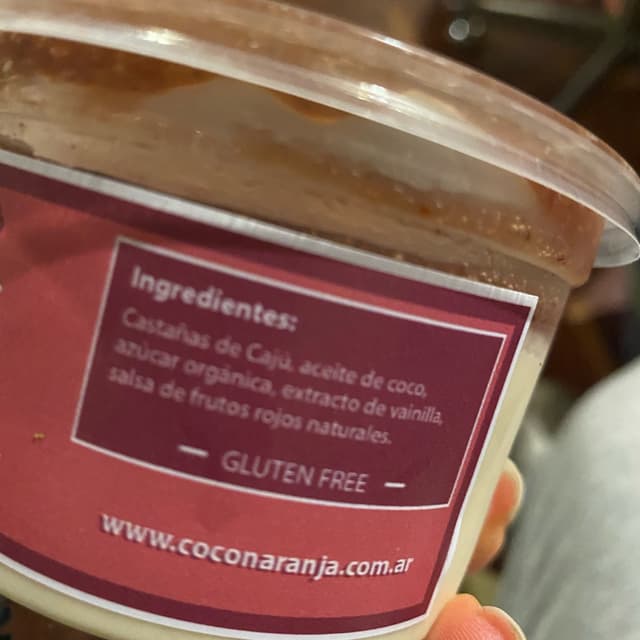 Ingredientes:
Castañas de Cajú, aceite de coco,
azúcar orgánica, extracto de vainilla,
salsa de frutos rojos naturales.
— GLUTEN FREE —
www.coconaranja.com.ar